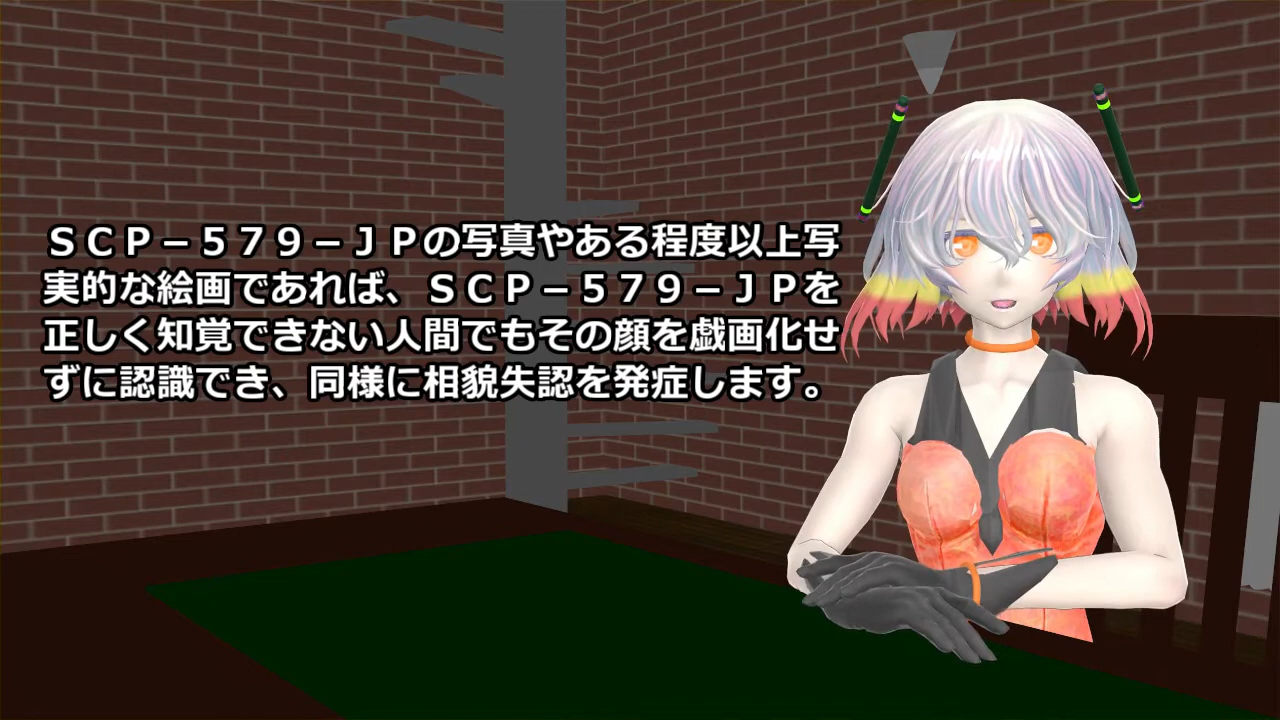 ＳＣＰ－５７９－ＪＰの写真やある程度以上写
実的な絵画であれば、ＳＣＰ－５７９－ＪＰを
正しく知覚できない人間でもその顔を戯画化せ
ずに認識でき、同様に相貌失認を発症します。